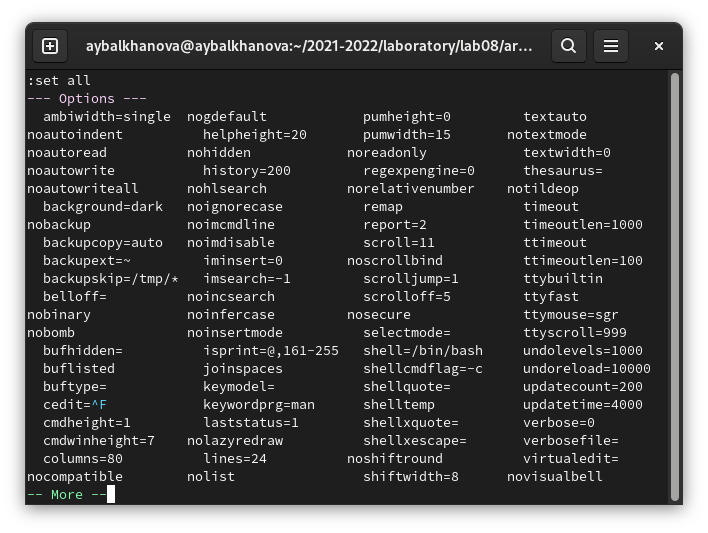 aybalkhanova@aybalkhanova:~/2021-2022/laboratory/lab08/ar...
:set all
--- Options ---
  ambiwidth=single  nogdefault            pumheight=0         textauto
noautoindent          helpheight=20       pumwidth=15       notextmode
noautoread          nohidden            noreadonly            textwidth=0
noautowrite           history=200         regexpengine=0      thesaurus=
noautowriteall      nohlsearch          norelativenumber    notildeop
  background=dark   noignorecase          remap               timeout
nobackup            noimcmdline           report=2            timeoutlen=1000
  backupcopy=auto   noimdisable           scroll=11           ttimeout
  backupext=~         iminsert=0        noscrollbind          ttimeoutlen=100
  backupskip=/tmp/*   imsearch=-1         scrolljump=1        ttybuiltin
  belloff=          noincsearch           scrolloff=5         ttyfast
nobinary            noinfercase         nosecure              ttymouse=sgr
nobomb              noinsertmode          selectmode=         ttyscroll=999
  bufhidden=          isprint=@,161-255   shell=/bin/bash     undolevels=1000
  buflisted           joinspaces          shellcmdflag=-c     undoreload=10000
  buftype=            keymodel=           shellquote=         updatecount=200
  cedit=^F            keywordprg=man      shelltemp           updatetime=4000
  cmdheight=1         laststatus=1        shellxquote=        verbose=0
  cmdwinheight=7    nolazyredraw          shellxescape=       verbosefile=
  columns=80          lines=24          noshiftround          virtualedit=
nocompatible        nolist                shiftwidth=8      novisualbell
-- More --